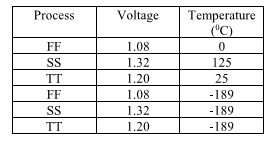 Process Voltage Temperature
(⁰C)
FF 1.08 0
SS 1.32 125
TT 1.20 25
FF 1.08 -189
SS 1.32 -189
TT 1.20 -189